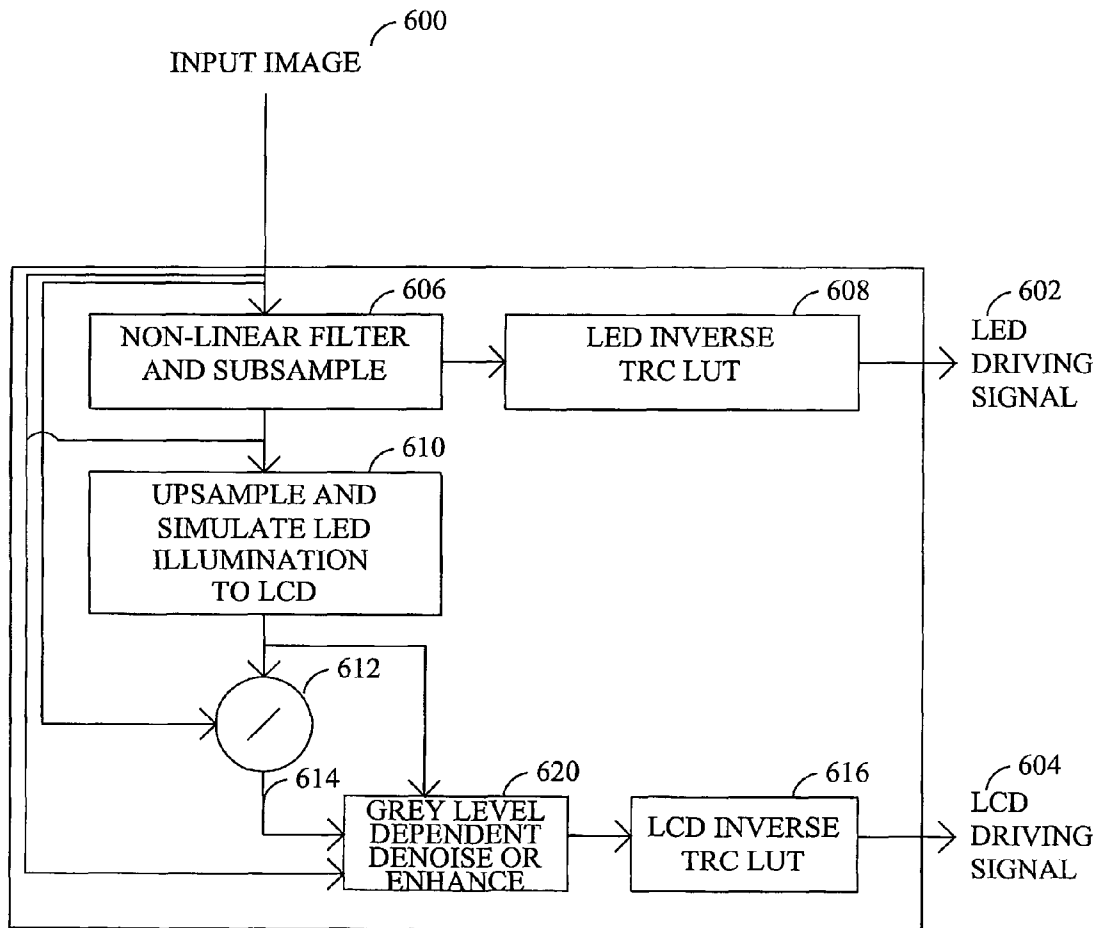 600
INPUT IMAGE
606
NON-LINEAR FILTER
AND SUBSAMPLE
608
LED INVERSE
TRC LUT
602
LED
DRIVING
SIGNAL
610
UPSAMPLE AND
SIMULATE LED
ILLUMINATION
TO LCD
612
614
620
GREY LEVEL
DEPENDENT
DENOISE OR
ENHANCE
616
LCD INVERSE
TRC LUT
604
LCD
DRIVING
SIGNAL